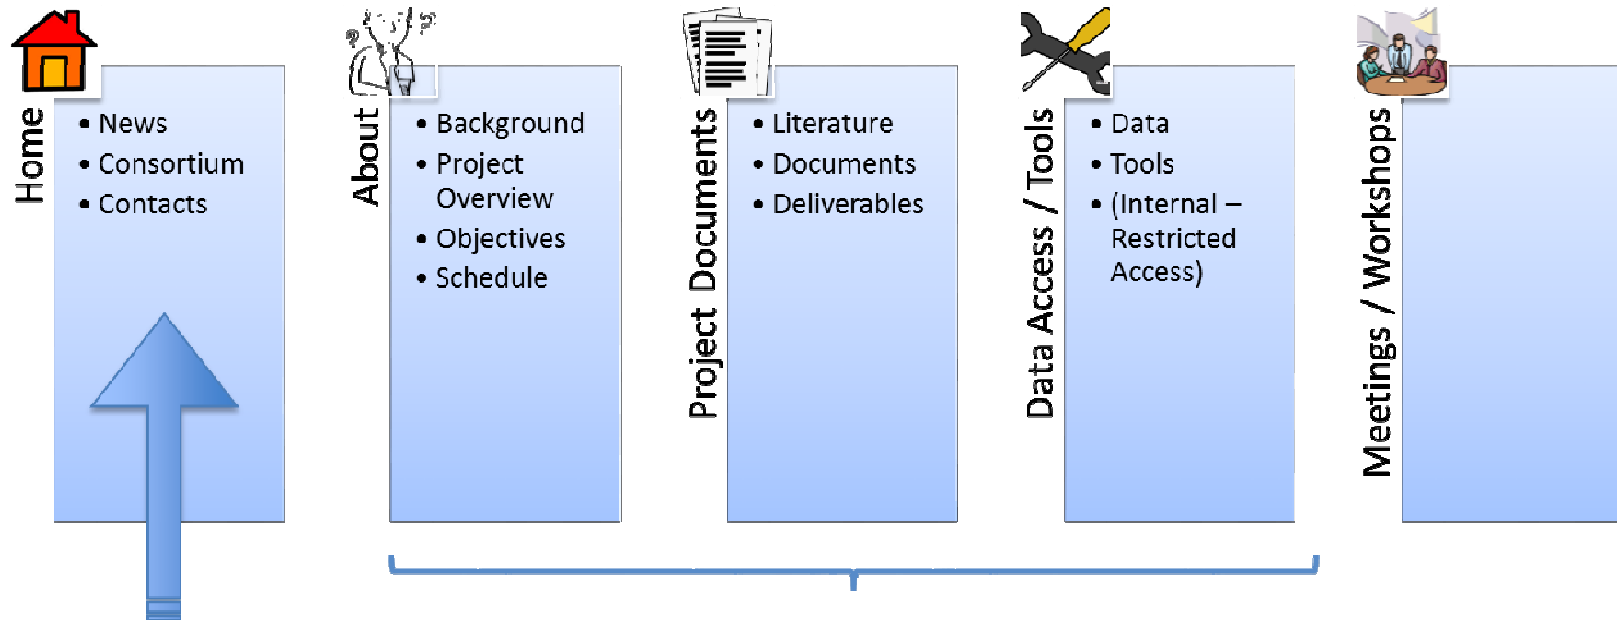 Home
• News
• Consortium
• Contacts
About
• Background
• Project
Overview
• Objectives
• Schedule
Project Documents
• Literature
• Documents
• Deliverables
Data Access / Tools
• Data
• Tools
• (Internal –
Restricted
Access)
Meetings / Workshops